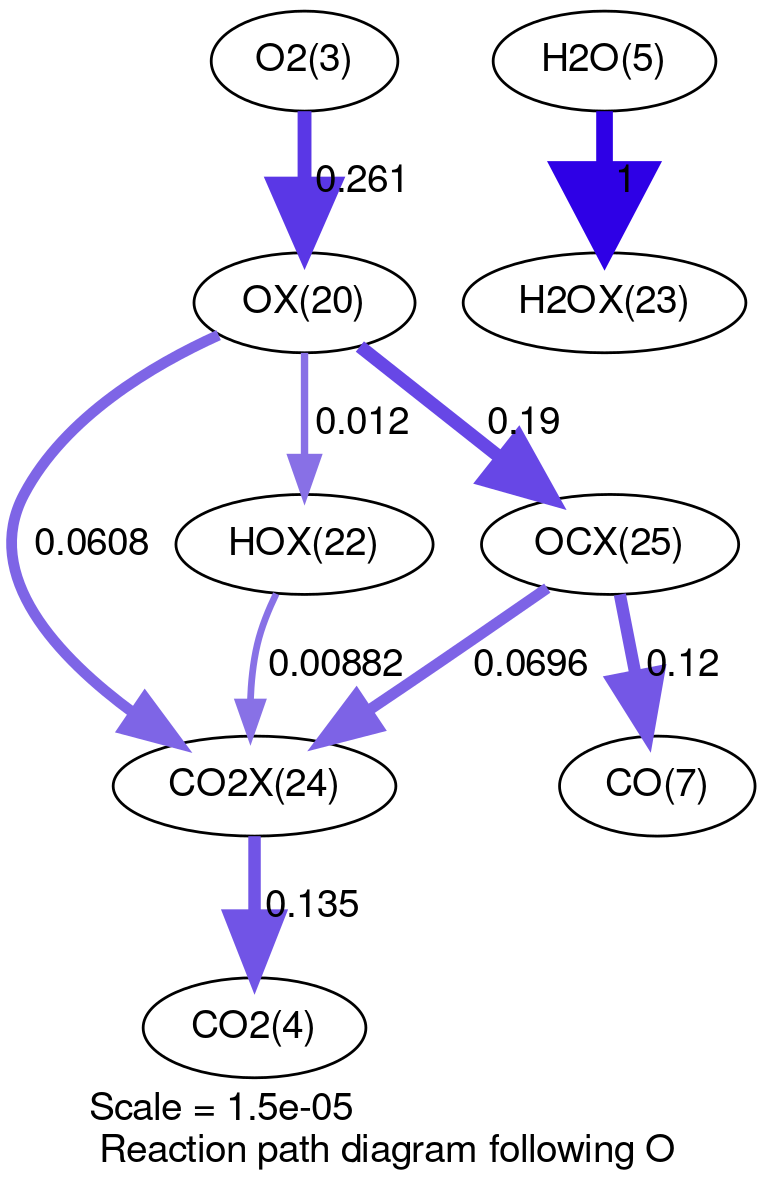 O2(3)
H2O(5)
0.261
1
OX(20)
H2OX(23)
0.012
0.19
0.0608
HOX(22)
OCX(25)
0.00882
0.0696
0.12
CO2X(24)
CO(7)
0.135
CO2(4)
Scale = 1.5e-05
Reaction path diagram following O